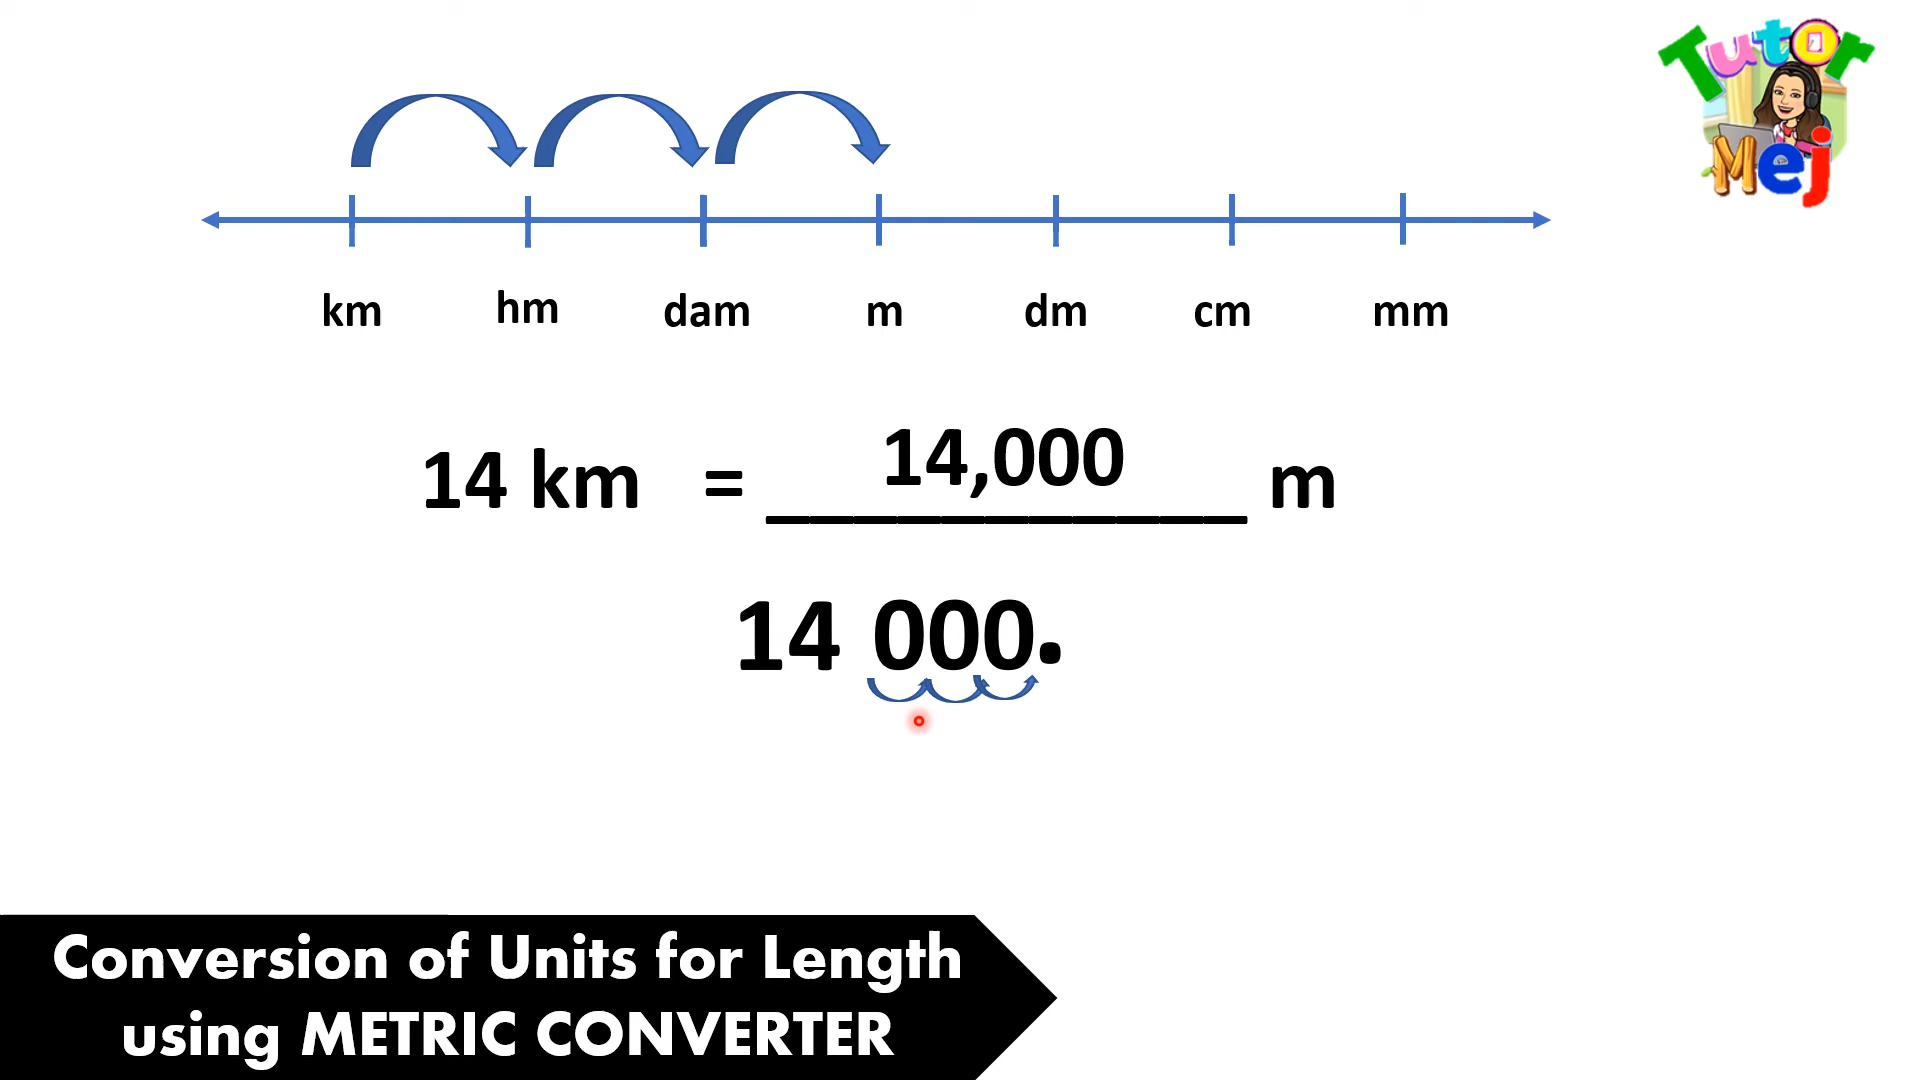 Tutor
Mej
km hm dam m dm cm mm
14 km = ___________ m
14,000
14 000.
Conversion of Units for Length
using METRIC CONVERTER